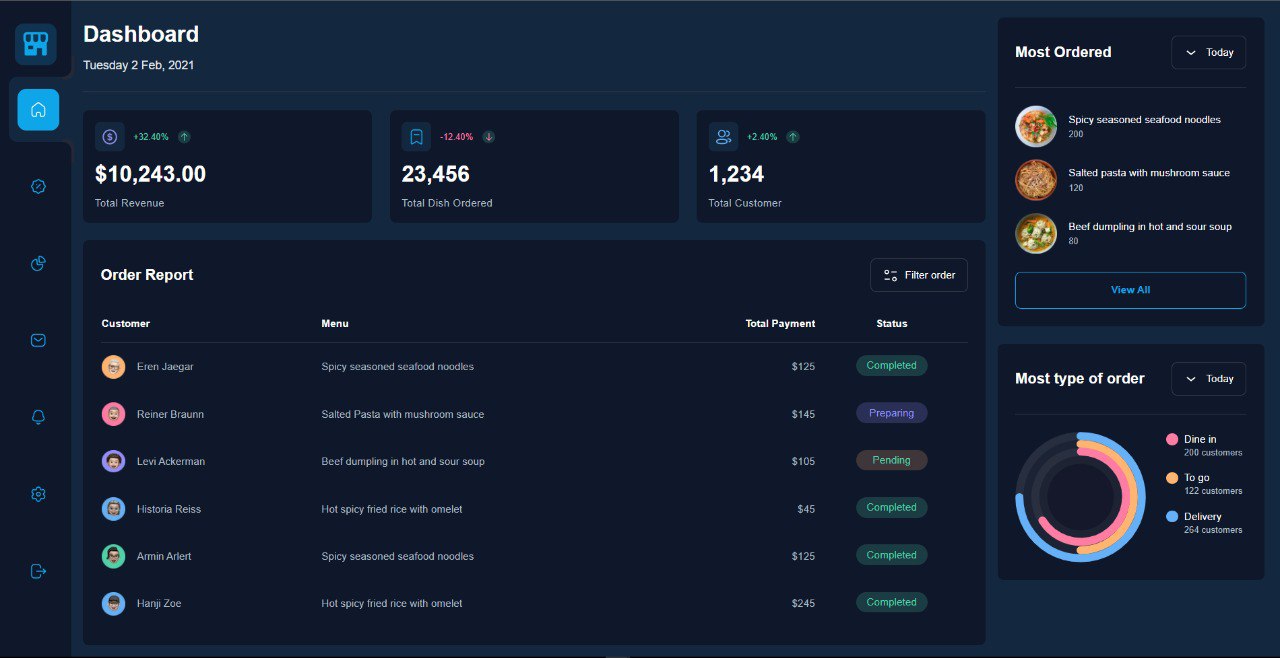 Dashboard
Tuesday 2 Feb, 2021
+32.40%
$10,243.00
Total Revenue
-12.40%
23,456
Total Dish Ordered
+2.40%
1,234
Total Customer
Order Report
Filter order
Customer Menu Total Payment Status
Eren Jaegar Spicy seasoned seafood noodles $125 Completed
Reiner Braunn Salted Pasta with mushroom sauce $145 Preparing
Levi Ackerman Beef dumpling in hot and sour soup $105 Pending
Historia Reiss Hot spicy fried rice with omelet $45 Completed
Armin Arlert Spicy seasoned seafood noodles $125 Completed
Hanji Zoe Hot spicy fried rice with omelet $245 Completed
Most Ordered
Today
Spicy seasoned seafood noodles
200
Salted pasta with mushroom sauce
120
Beef dumpling in hot and sour soup
80
View All
Most type of order
Today
Dine in
200 customers
To go
122 customers
Delivery
264 customers